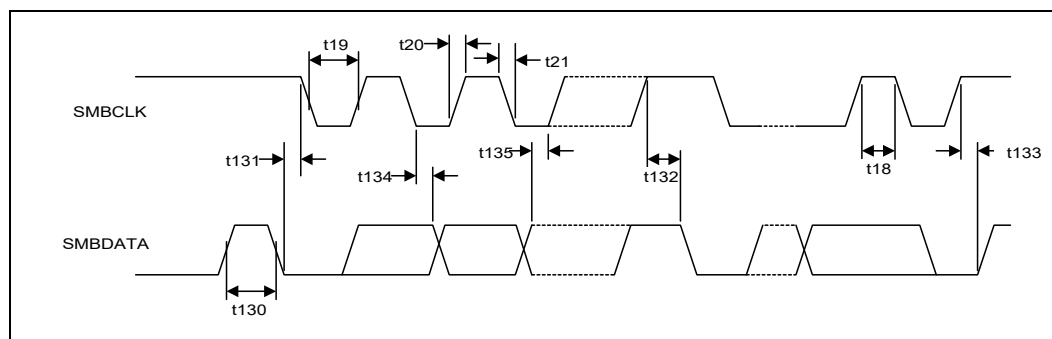 t19
t20
t21
SMBCLK
t131
t135
t133
t134
t132
t18
SMBDATA
t130